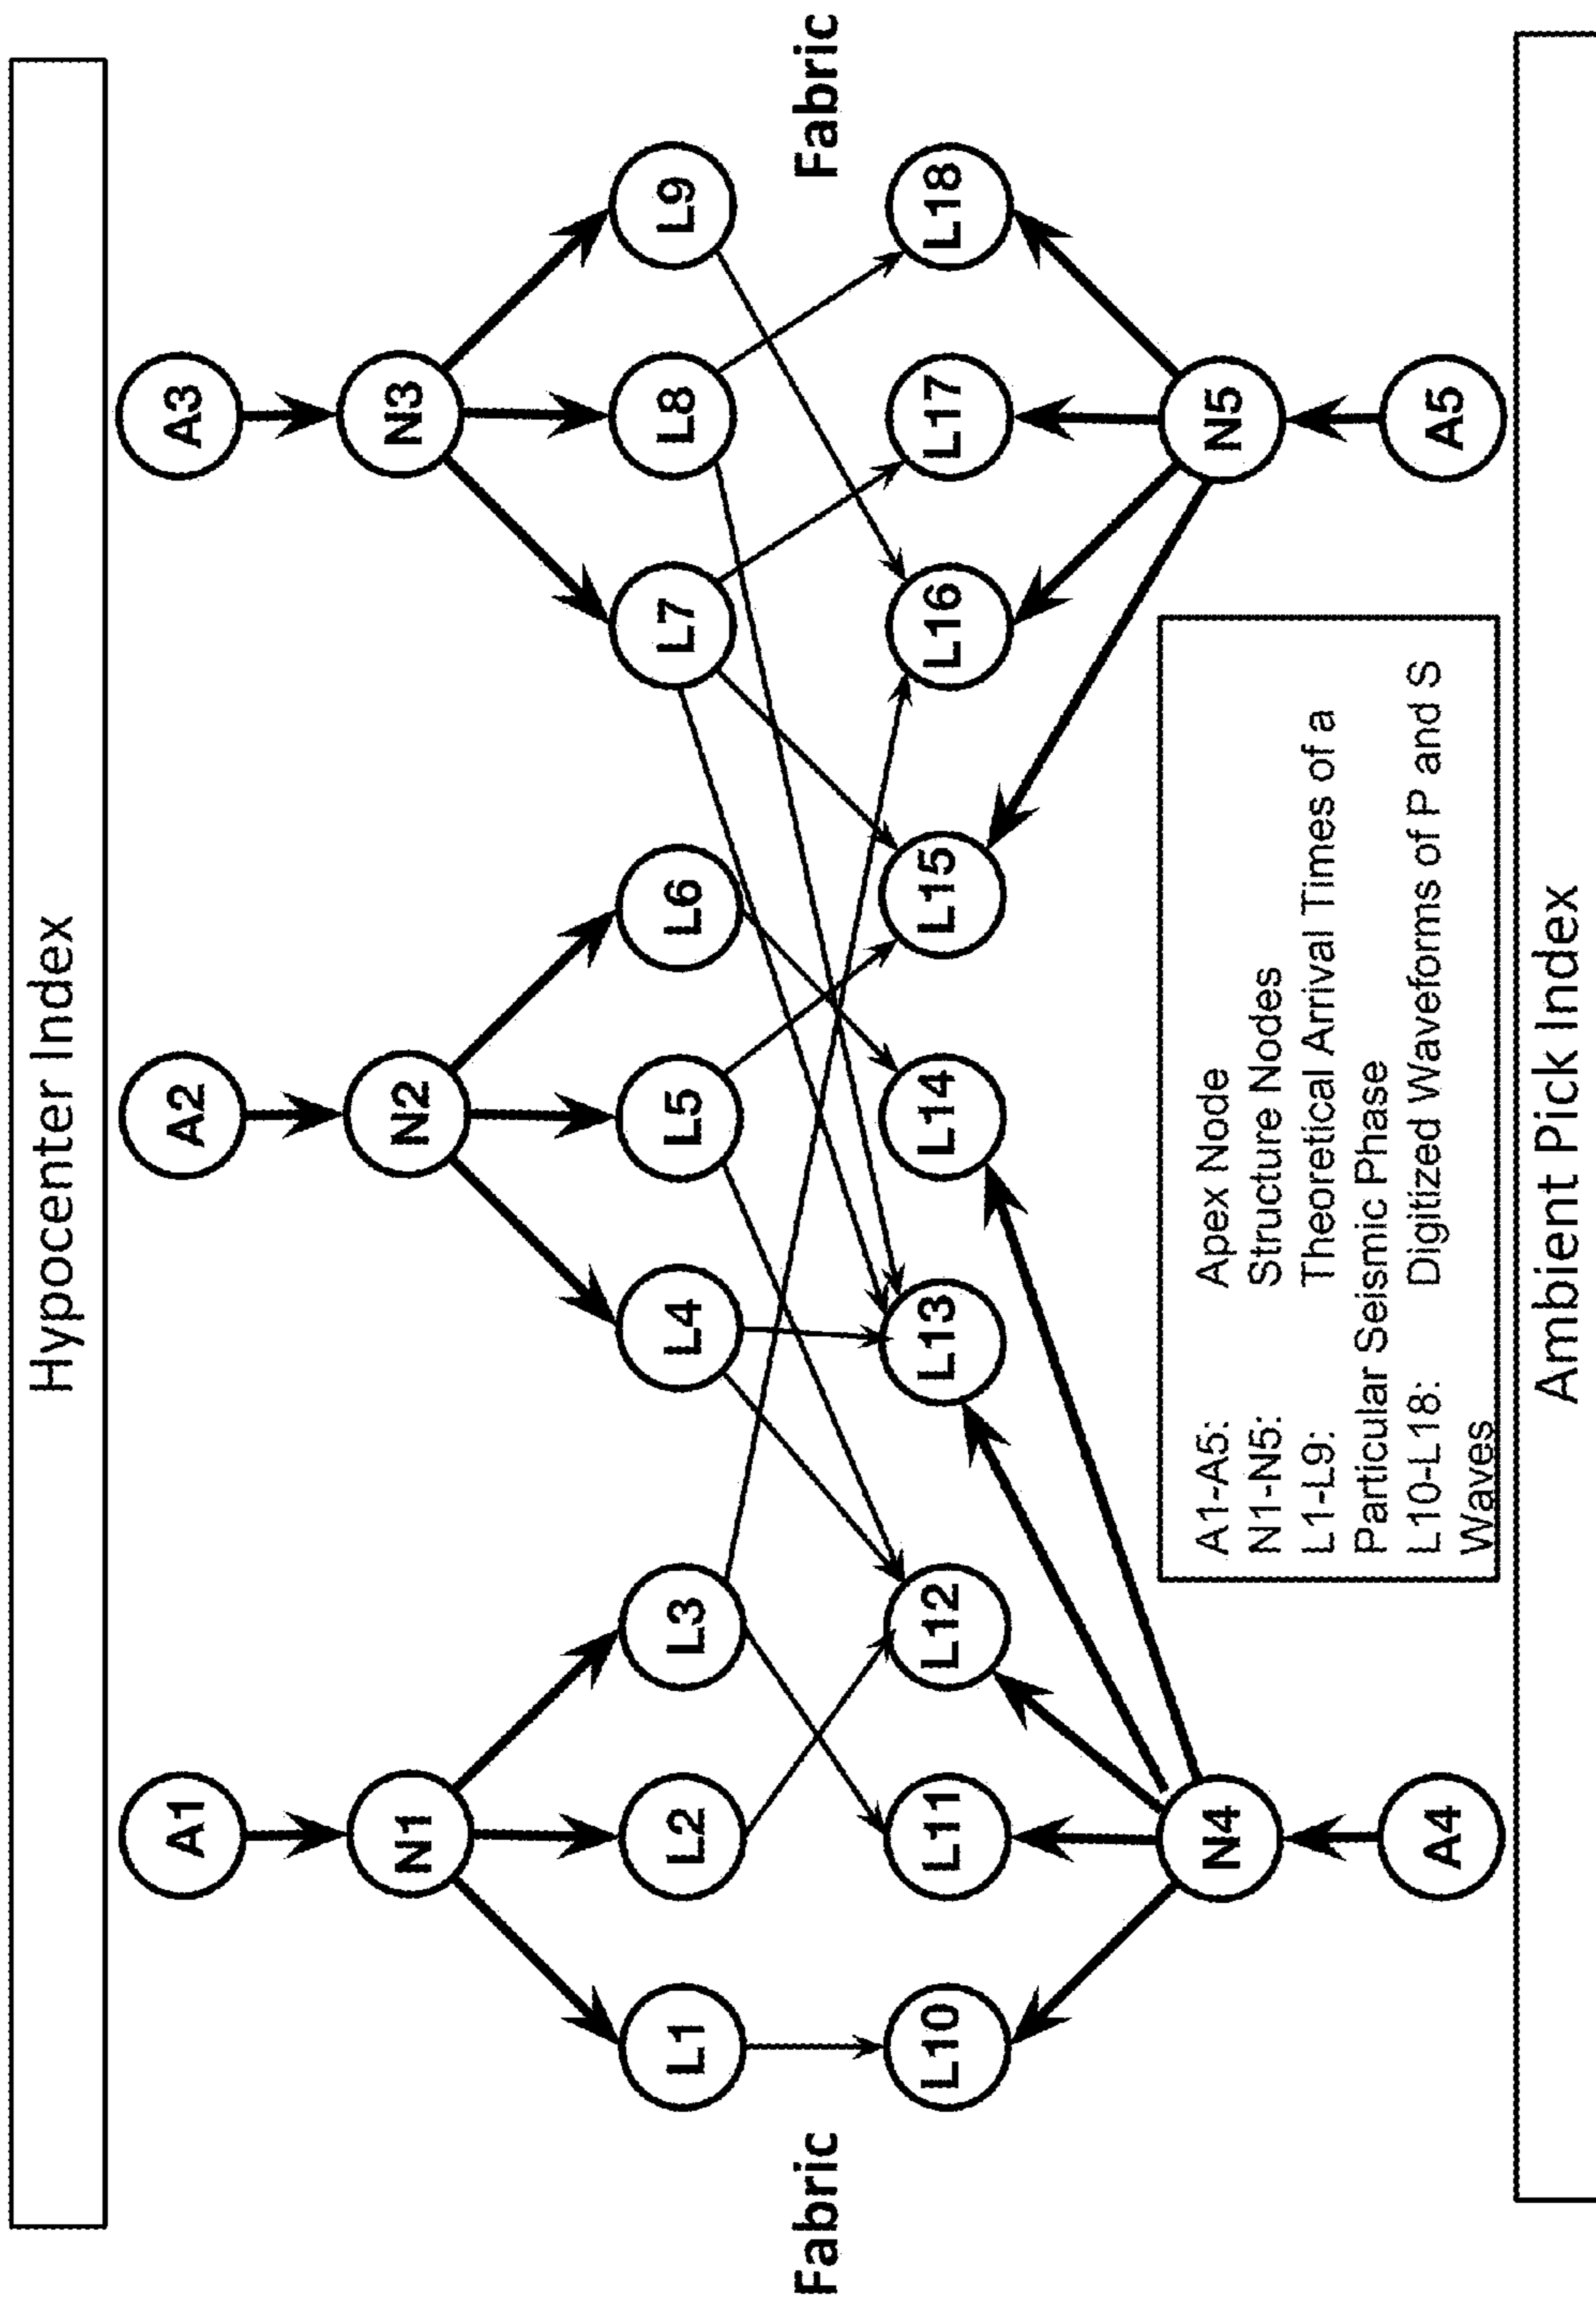 Hypocenter Index
A1
A2
A3
N1
N2
N3
L1
L2
L3
L4
L5
L6
L7
L8
L9
Fabric
Fabric
L10
L11
L12
L13
L14
L15
L16
L17
L18
N4
N5
A4
A5
A1-A5: Apex Node
N1-N5: Structure Nodes
L1-L9: Theoretical Arrival Times of a
Particular Seismic Phase
L10-L18: Digitized Waveforms of P and S
Waves
Ambient Pick Index